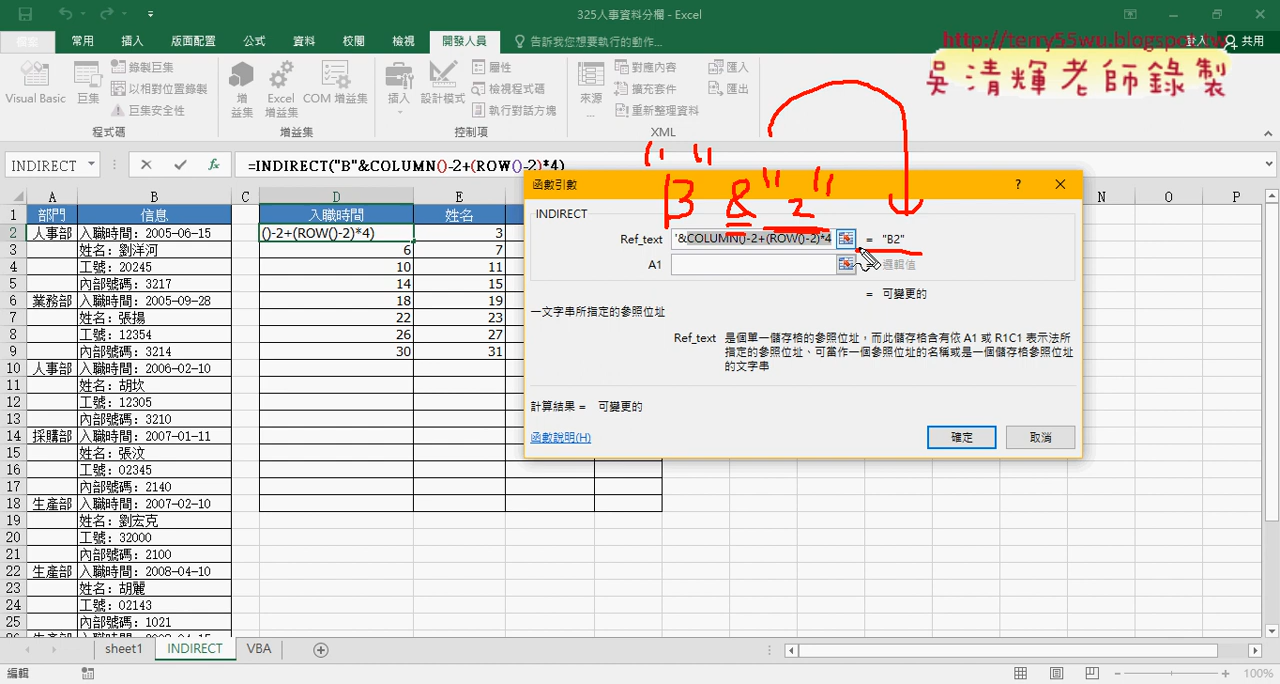 325人事資料分欄 - Excel
檔案 常用 插入 版面配置 公式 資料 校閱 檢視 開發人員 告訴我您想要執行的動作... 登入 共用
http://terry55wu.blogspot.tw
吳清輝老師錄製
Visual Basic 巨集 錄製巨集 以相對位置錄製 巨集安全性
增益集 Excel 增益集 COM 增益集
插入 設計模式 屬性 檢視程式碼 執行對話方塊
來源... 對應內容 擴充套件 重新整理資料 匯入 匯出
程式碼 增益集 控制項 XML
INDIRECT =INDIRECT("B"&COLUMN()-2+(ROW()-2)*4)
"B"&"2"
A B C D E N O P
1 部門 信息 入職時間 姓名
2 人事部 入職時間：2005-06-15 ()-2+(ROW()-2)*4) 3
3 姓名：劉洋河 6 7
4 工號：20245 10 11
5 內部號碼：3217 14 15
6 業務部 入職時間：2005-09-28 18 19
7 姓名：張揚 22 23
8 工號：12354 26 27
9 內部號碼：3214 30 31
10 人事部 入職時間：2006-02-10
11 姓名：胡坎
12 工號：12305
13 內部號碼：3210
14 採購部 入職時間：2007-01-11
15 姓名：張汶
16 工號：02345
17 內部號碼：2140
18 生產部 入職時間：2007-02-10
19 姓名：劉宏克
20 工號：32000
21 內部號碼：2100
22 生產部 入職時間：2008-04-10
23 姓名：胡麗
24 工號：02143
25 內部號碼：1021
函數引數 ?
INDIRECT
Ref_text "&COLUMN()-2+(ROW()-2)*4 = "B2"
A1 = 邏輯值
= 可變更的
一文字串所指定的參照位址
Ref_text 是個單一儲存格的參照位址，而此儲存格含有依 A1 或 R1C1 表示法所
指定的參照位址、可當作一個參照位址的名稱或是一個儲存格參照位址
的文字串
計算結果 = 可變更的
函數說明(H) 確定 取消
sheet1 INDIRECT VBA
編輯 100%